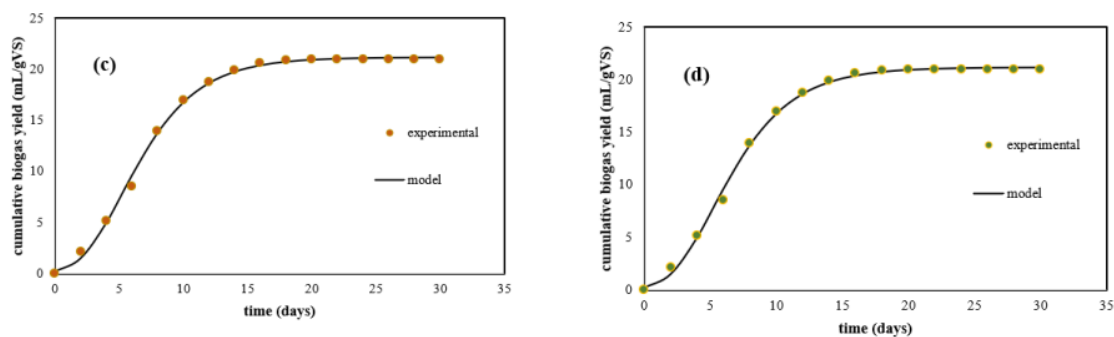 (c)
cumulative biogas yield (mL/gVS)
25
20
15
10
5
0
experimental
model
0 5 10 15 20 25 30 35
time (days)
(d)
cumulative biogas yield (mL/gVS)
25
20
15
10
5
0
experimental
model
0 5 10 15 20 25 30 35
time (days)